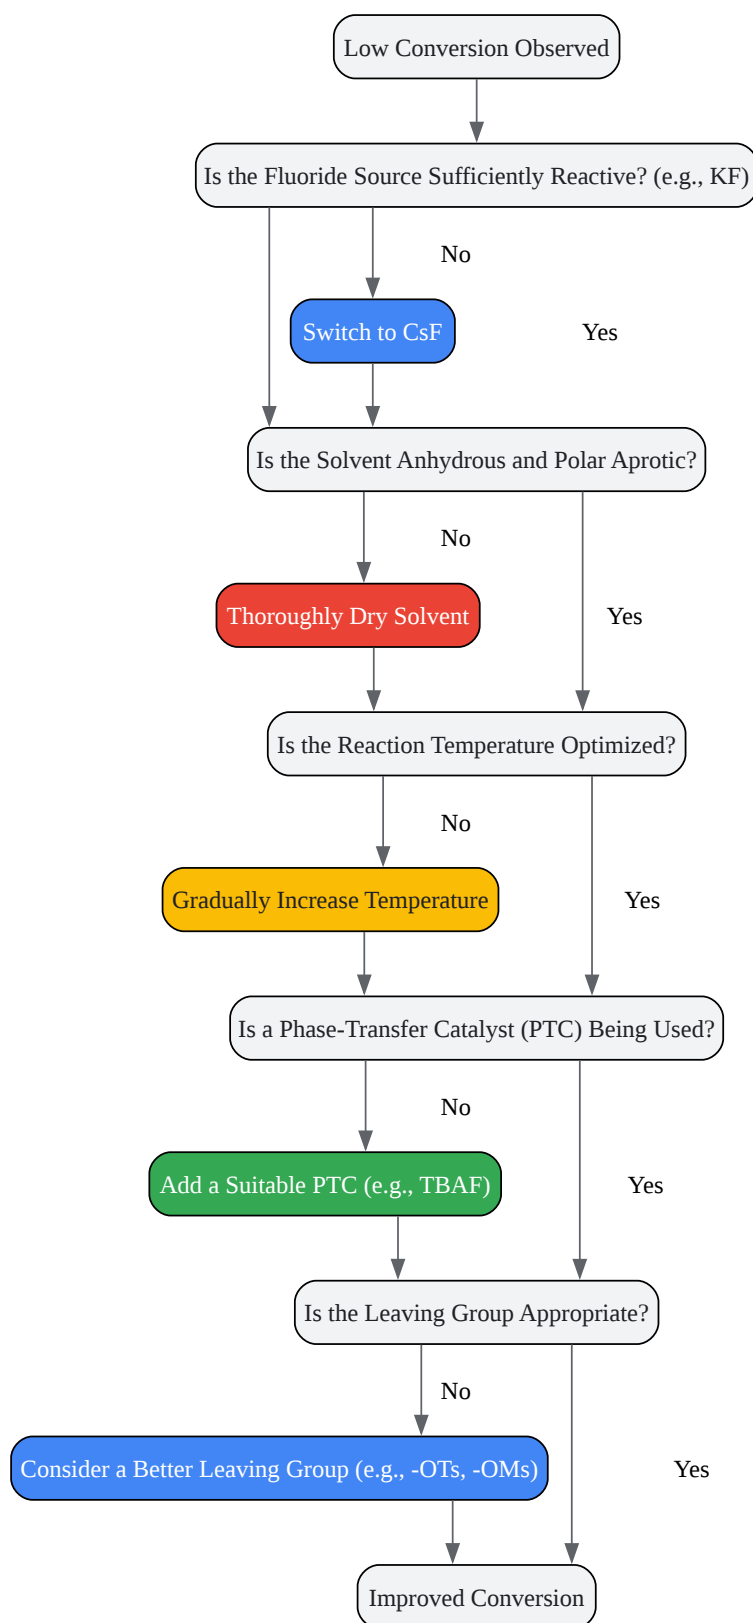 Low Conversion Observed
Is the Fluoride Source Sufficiently Reactive? (e.g., KF)
No
Switch to CsF
Yes
Is the Solvent Anhydrous and Polar Aprotic?
No
Thoroughly Dry Solvent
Yes
Is the Reaction Temperature Optimized?
No
Gradually Increase Temperature
Yes
Is a Phase-Transfer Catalyst (PTC) Being Used?
No
Add a Suitable PTC (e.g., TBAF)
Yes
Is the Leaving Group Appropriate?
No
Consider a Better Leaving Group (e.g., -OTs, -OMs)
Yes
Improved Conversion